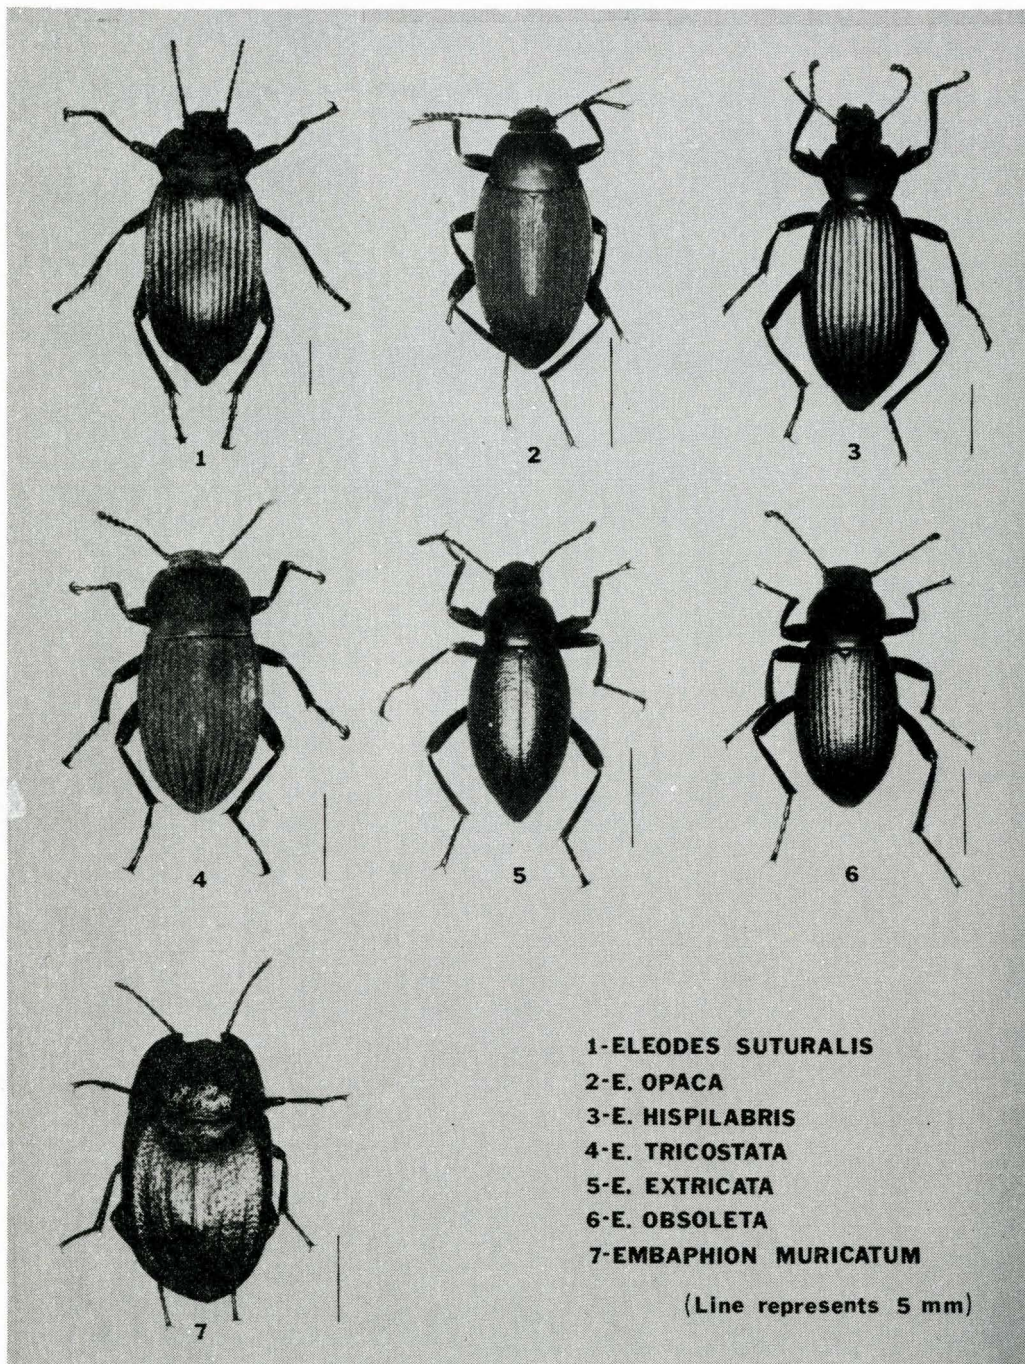 1
2
3
4
5
6
7
1-ELEODES SUTURALIS
2-E. OPACA
3-E. HISPILABRIS
4-E. TRICOSTATA
5-E. EXTRICATA
6-E. OBSOLETA
7-EMBAPHION MURICATUM
(Line represents 5 mm)